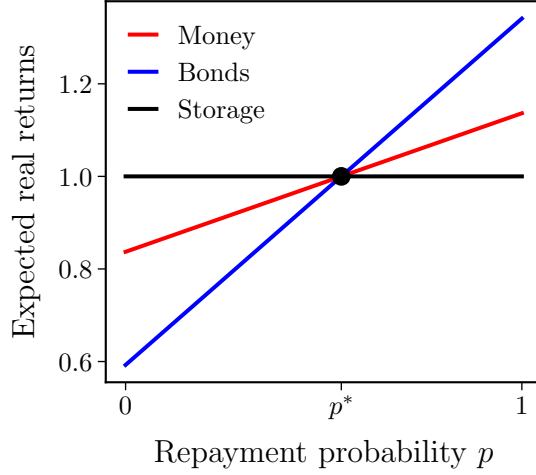 Money
Bonds
Storage
Expected real returns
1.2
1.0
0.8
0.6
0
p*
1
Repayment probability p